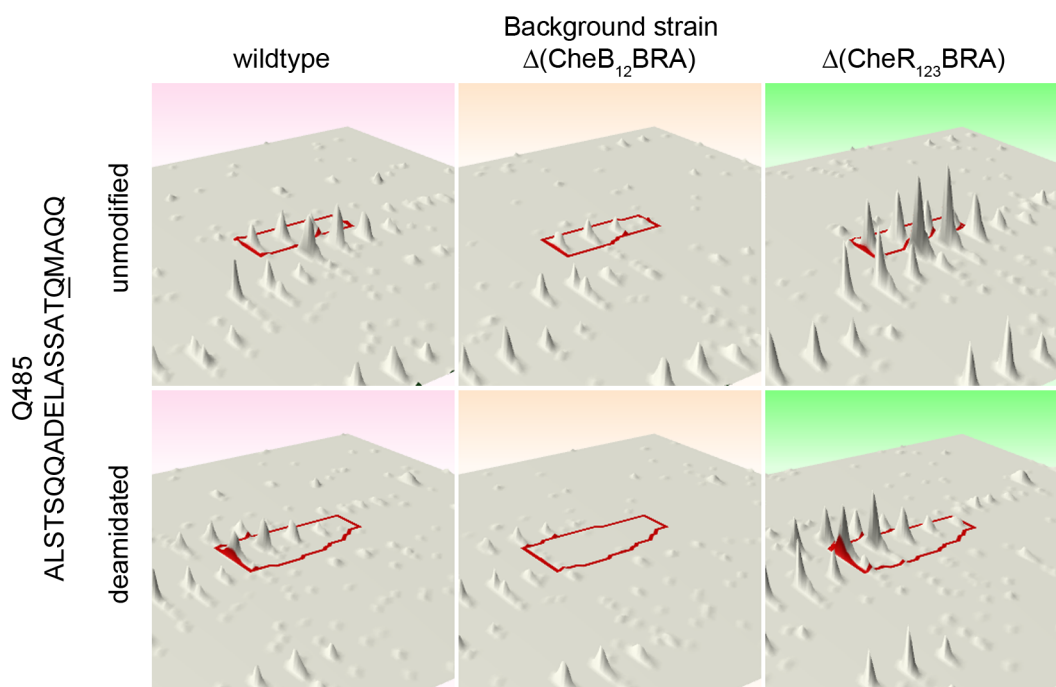 Background strain
wildtype
Δ(CheB12BRA)
Δ(CheR123BRA)
Q485
ALSTSQQADELASSATQMAQQ
unmodified
deamidated